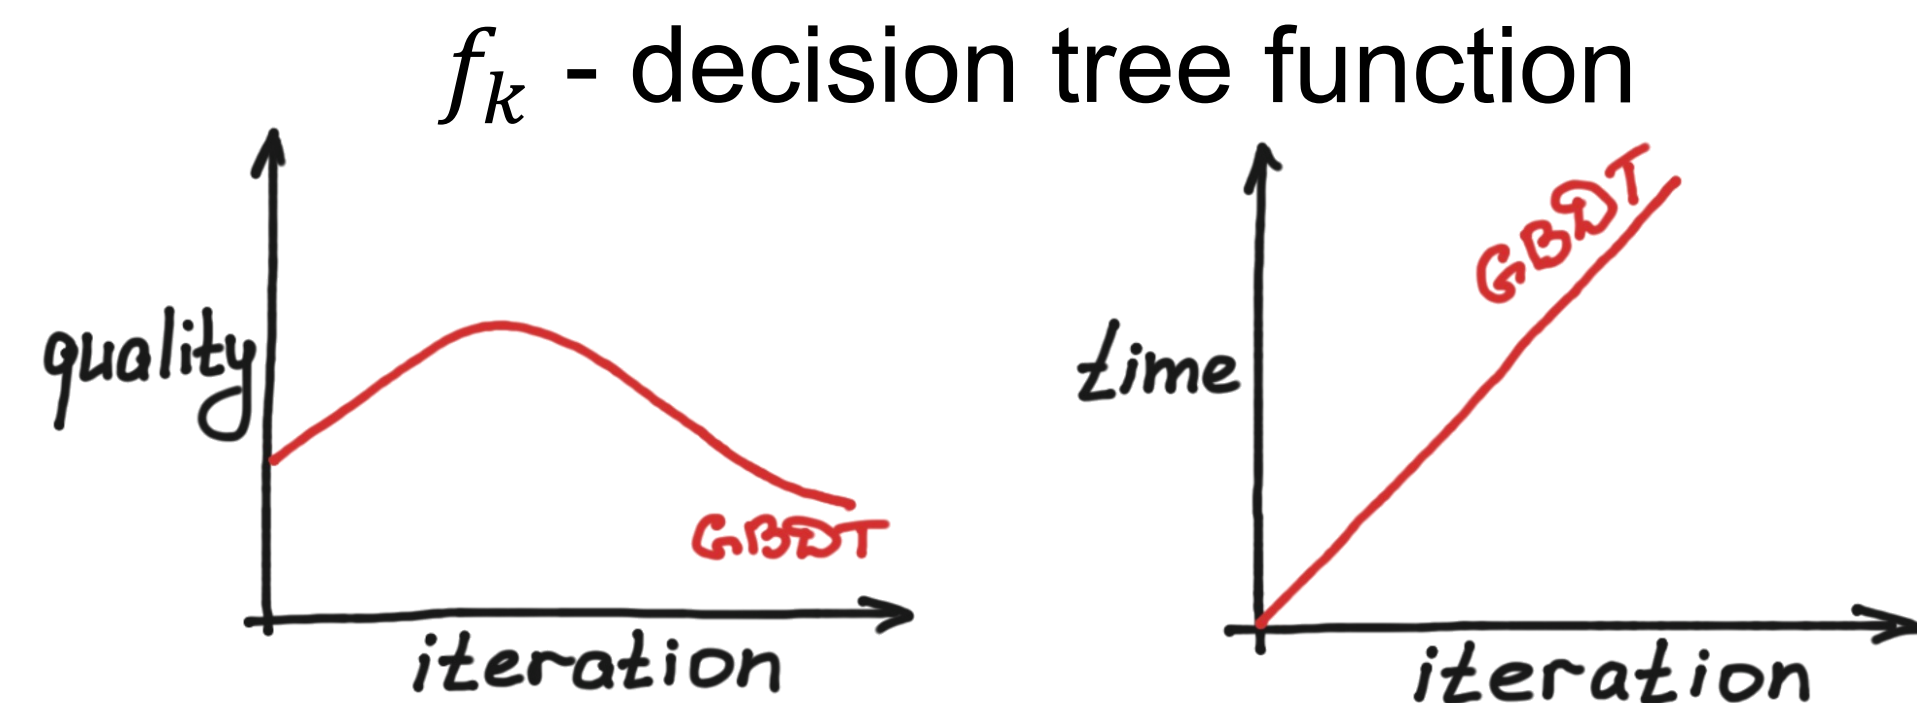 f_k - decision tree function
quality
GBDT
iteration
time
GBDT
iteration